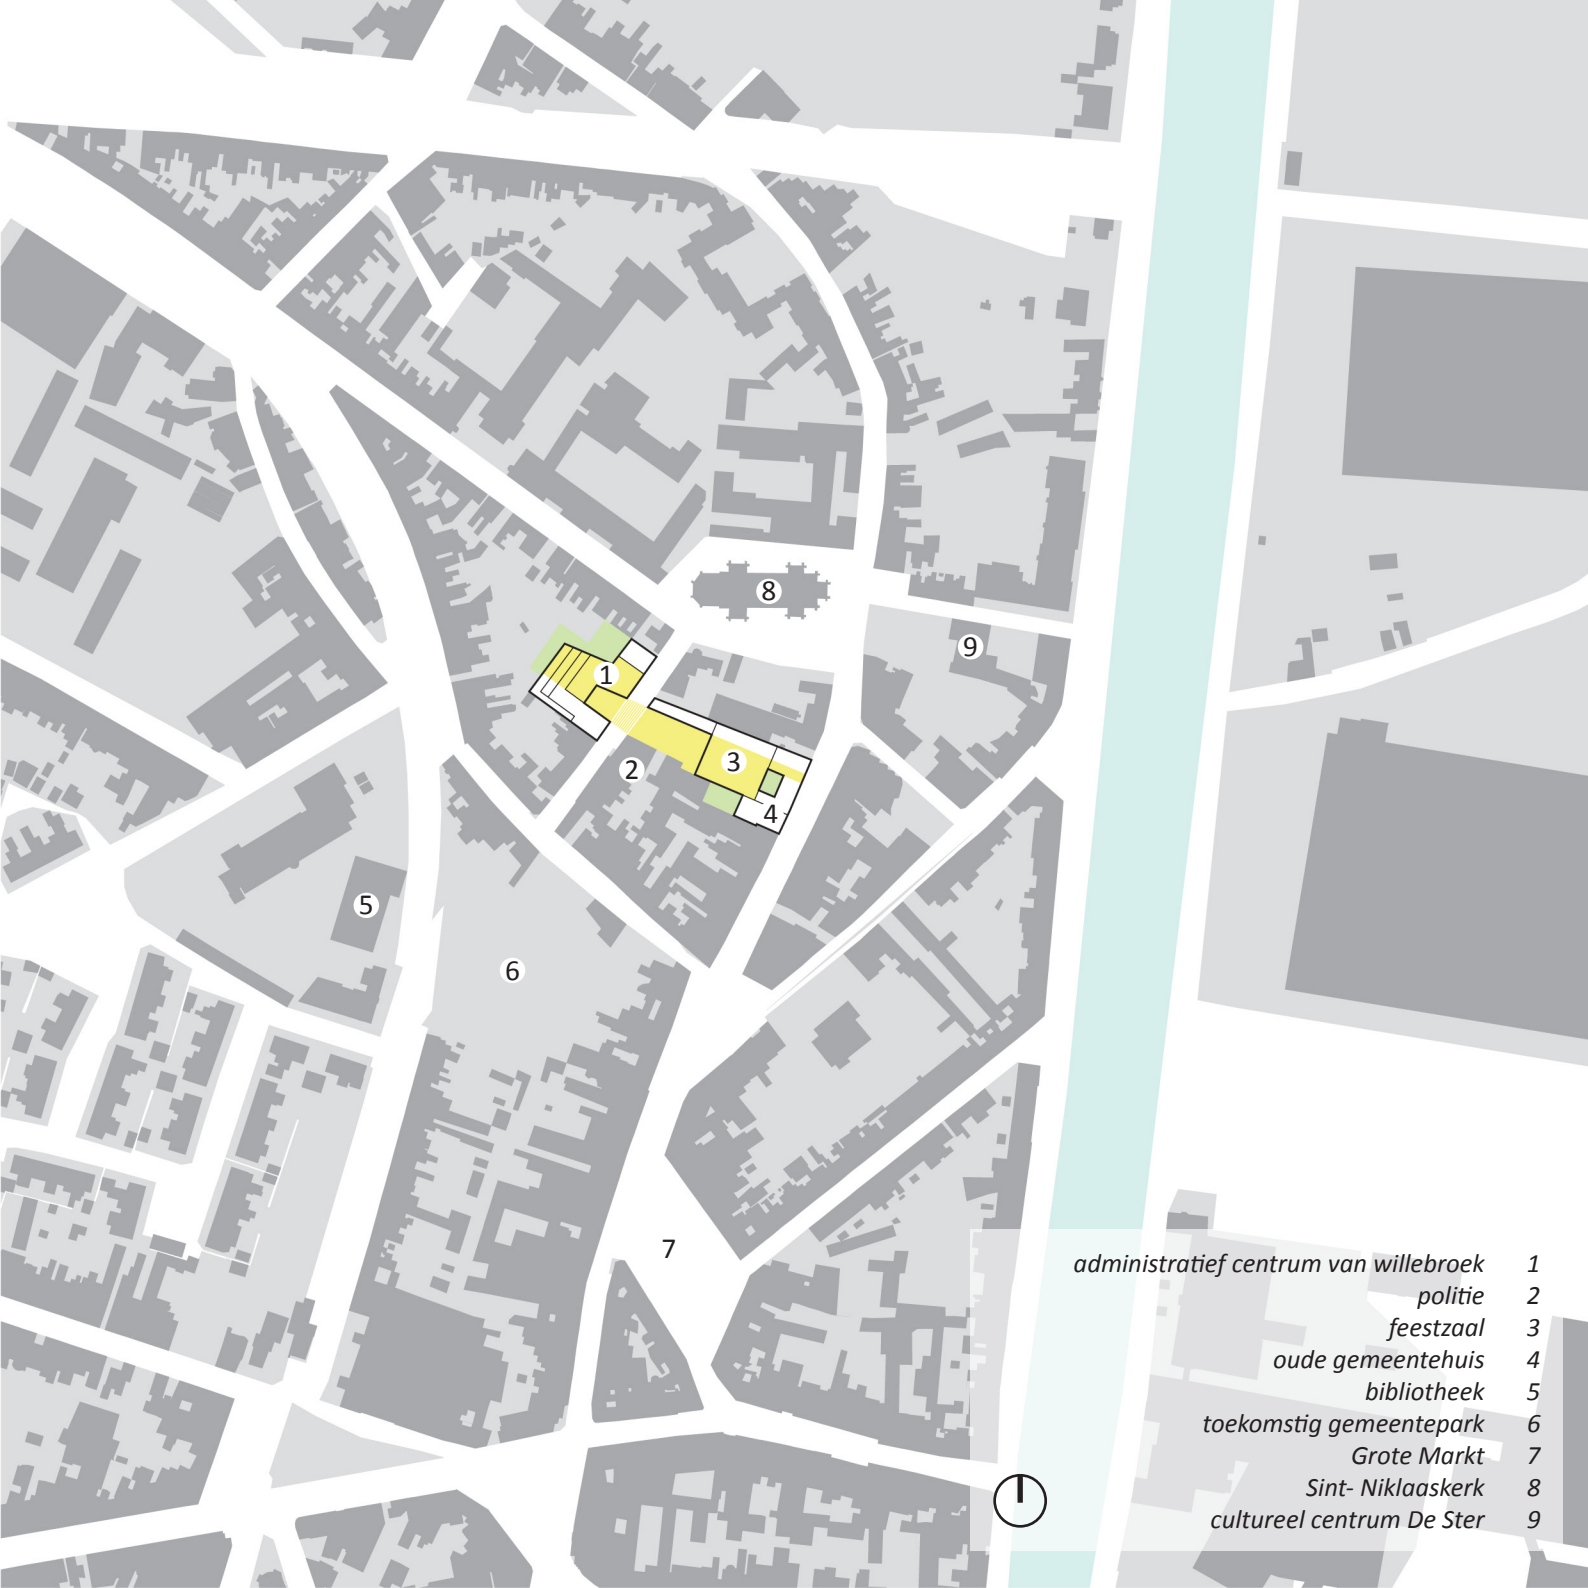 8
9
1
3
2
4
5
6
7
administratief centrum van willebroek 1
politie 2
feestzaal 3
oude gemeentehuis 4
bibliotheek 5
toekomstig gemeentepark 6
Grote Markt 7
Sint- Niklaaskerk 8
cultureel centrum De Ster 9